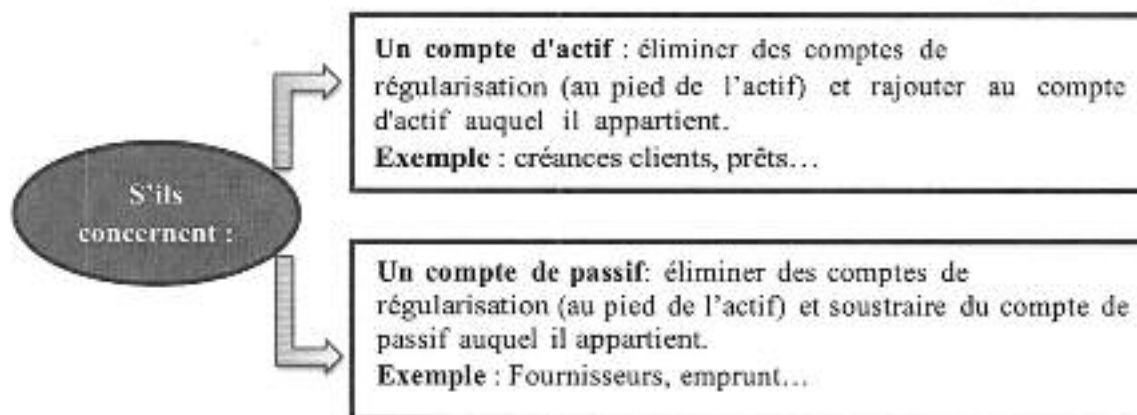 S'ils
concernent :
Un compte d'actif : éliminer des comptes de
régularisation (au pied de l'actif) et rajouter au compte
d'actif auquel il appartient.
Exemple : créances clients, prêts...
Un compte de passif: éliminer des comptes de
régularisation (au pied de l'actif) et soustraire du compte de
passif auquel il appartient.
Exemple : Fournisseurs, emprunt...